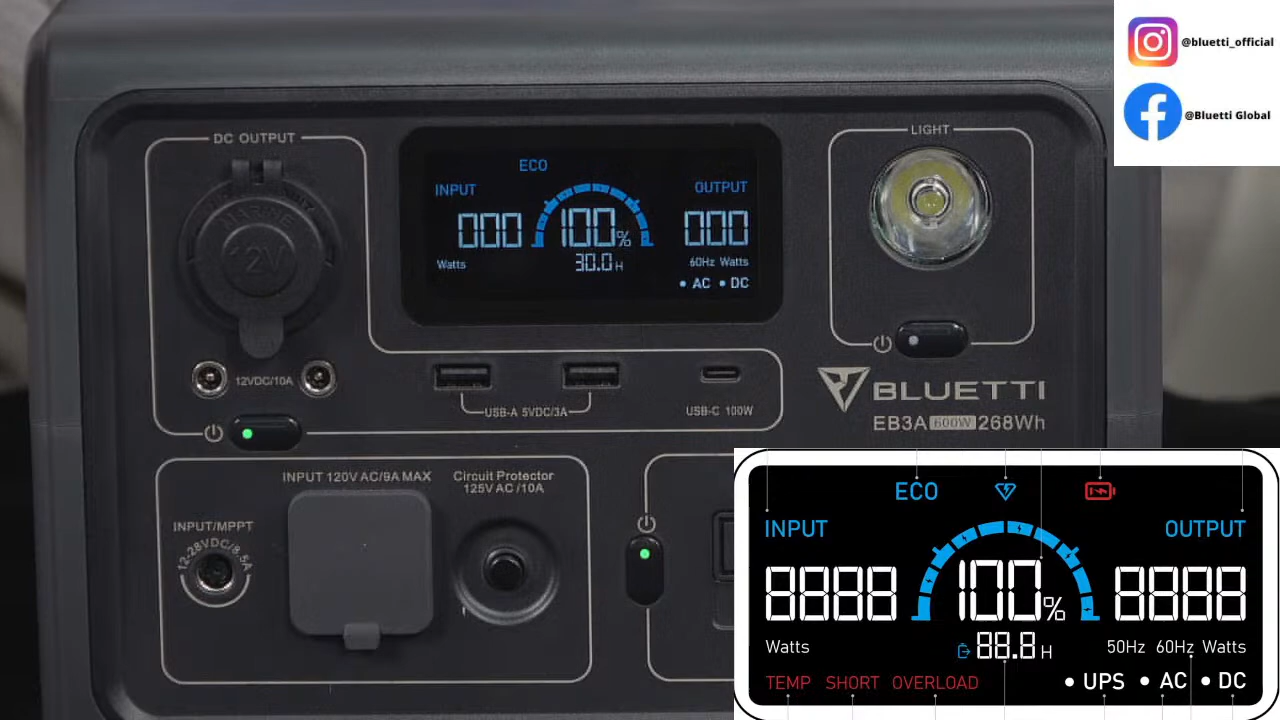 @bluetti_official
@Bluetti Global
DC OUTPUT
12V
12VDC/10A
ECO
INPUT
OUTPUT
000
100%
000
Watts
30.0H
60Hz Watts
• AC • DC
LIGHT
USB-A 5VDC/3A
USB-C 100W
BLUETTI
EB3A 600W 268Wh
INPUT 120V AC/9A MAX
Circuit Protector
125V AC /10A
INPUT/MPPT
12-28VDC/8.5A
ECO
INPUT
OUTPUT
8888
100%
8888
Watts
88.8 H
50Hz 60Hz Watts
TEMP SHORT OVERLOAD
• UPS • AC • DC